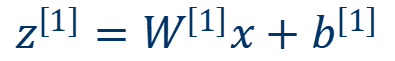 z[1] = W[1]x + b[1]